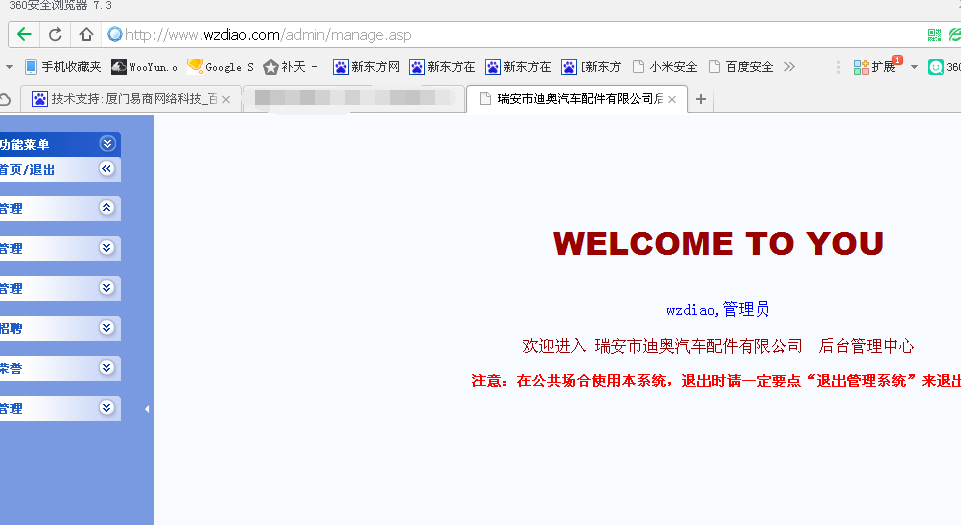 360安全浏览器 7.3
http://www.wzdiao.com/admin/manage.asp
手机收藏夹 WooYun.o Google S 补天 - 新东方网 新东方在 新东方在 [新东方 小米安全 百度安全 扩展 1 360
技术支持:厦门易商网络科技_百 瑞安市迪奥汽车配件有限公司后
功能菜单
首页/退出
管理
管理
管理
招聘
荣誉
管理
WELCOME TO YOU
wzdiao,管理员
欢迎进入 瑞安市迪奥汽车配件有限公司 后台管理中心
注意：在公共场合使用本系统，退出时请一定要点“退出管理系统”来退出